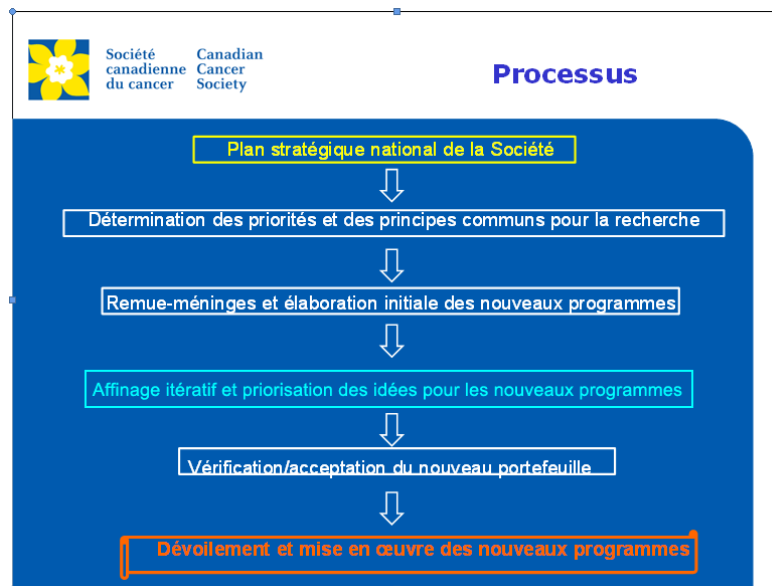 Société
canadienne
du cancer
Canadian
Cancer
Society
Processus
Plan stratégique national de la Société
Détermination des priorités et des principes communs pour la recherche
Remue-méninges et élaboration initiale des nouveaux programmes
Affinage itératif et priorisation des idées pour les nouveaux programmes
Vérification/acceptation du nouveau portefeuille
Dévoilement et mise en œuvre des nouveaux programmes